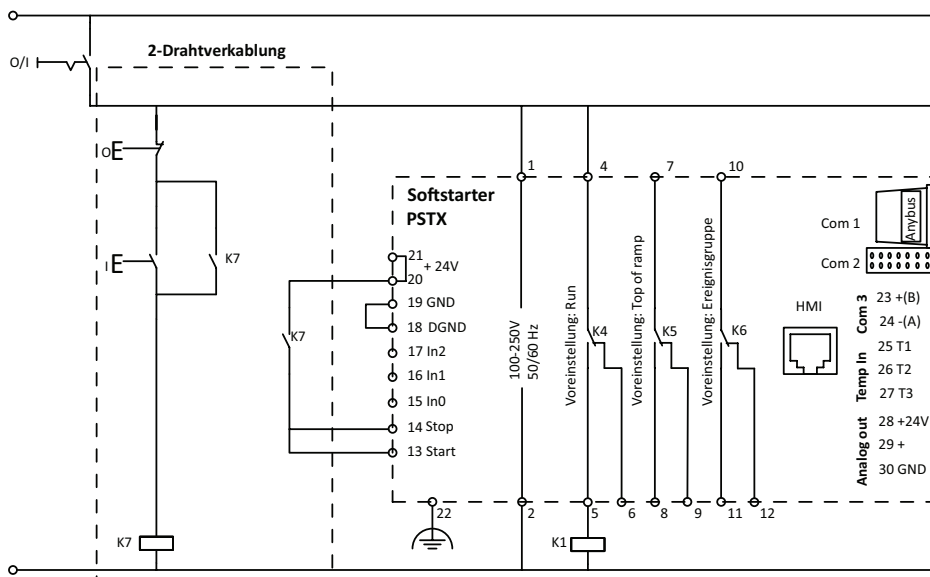 2-Drahtverkablung
O/I
O
I
K7
K7
K7
Softstarter
PSTX
21
+ 24V
20
19 GND
18 DGND
17 In2
16 In1
15 In0
14 Stop
13 Start
22
1
4
7
10
100-250V
50/60 Hz
Voreinstellung: Run
K4
Voreinstellung: Top of ramp
K5
Voreinstellung: Ereignisgruppe
K6
2
5
6
8
9
11
12
K1
Com 1
Anybus
Com 2
HMI
Com 3
23 +(B)
24 -(A)
Temp In
25 T1
26 T2
27 T3
Analog out
28 +24V
29 +
30 GND